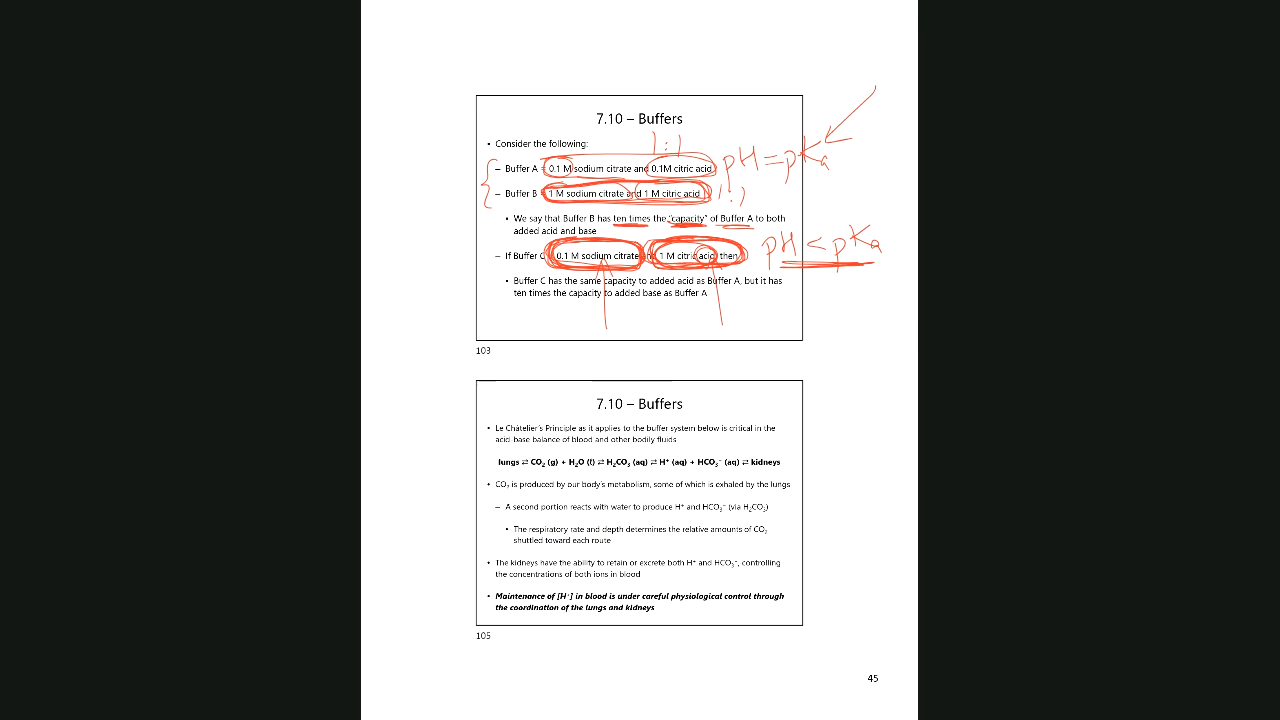 7.10 – Buffers
• Consider the following:
1 : 1
– Buffer A = 0.1 M sodium citrate and 0.1M citric acid
pH = pKa
– Buffer B = 1 M sodium citrate and 1 M citric acid
1 : 1
• We say that Buffer B has ten times the “capacity” of Buffer A to both
added acid and base
– If Buffer C 0.1 M sodium citrate and 1 M citric acid then
pH < pKa
• Buffer C has the same capacity to added acid as Buffer A, but it has
ten times the capacity to added base as Buffer A
103
7.10 – Buffers
• Le Châtelier’s Principle as it applies to the buffer system below is critical in the
acid-base balance of blood and other bodily fluids
lungs ⇄ CO₂ (g) + H₂O (ℓ) ⇄ H₂CO₃ (aq) ⇄ H⁺ (aq) + HCO₃⁻ (aq) ⇄ kidneys
• CO₂ is produced by our body’s metabolism, some of which is exhaled by the lungs
– A second portion reacts with water to produce H⁺ and HCO₃⁻ (via H₂CO₃)
• The respiratory rate and depth determines the relative amounts of CO₂
shuttled toward each route
• The kidneys have the ability to retain or excrete both H⁺ and HCO₃⁻, controlling
the concentrations of both ions in blood
• Maintenance of [H⁺] in blood is under careful physiological control through
the coordination of the lungs and kidneys
105
45